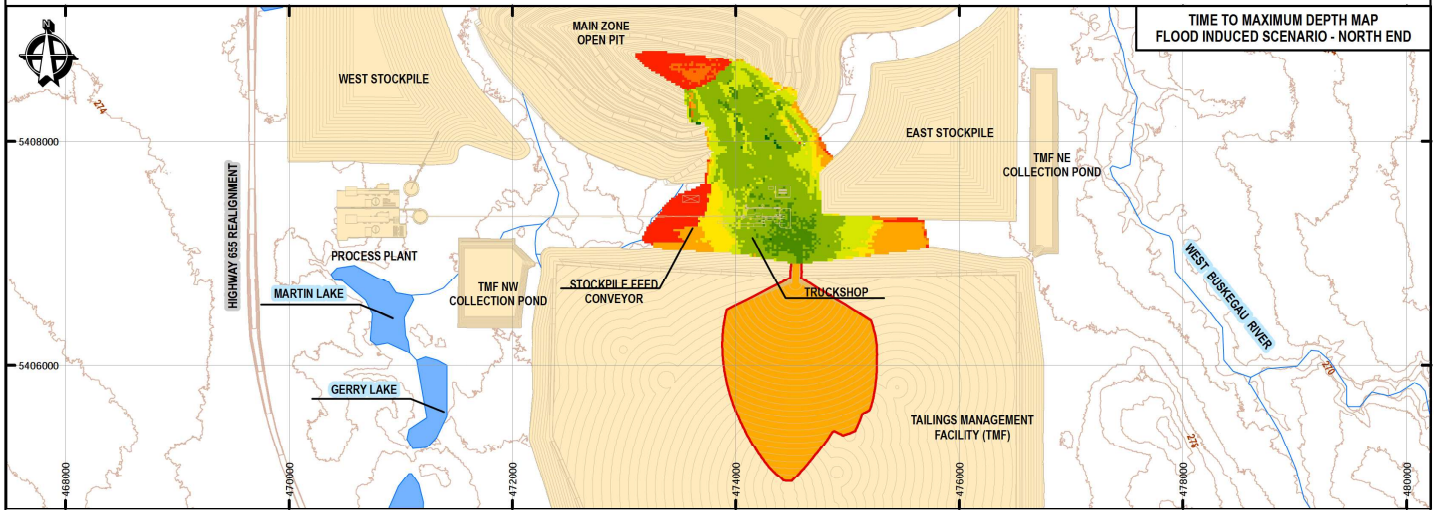 TIME TO MAXIMUM DEPTH MAP
FLOOD INDUCED SCENARIO - NORTH END
N
MAIN ZONE
OPEN PIT
WEST STOCKPILE
274
EAST STOCKPILE
TMF NE
COLLECTION POND
5408000
5408000
HIGHWAY 655 REALIGNMENT
PROCESS PLANT
MARTIN LAKE
TMF NW
COLLECTION POND
STOCKPILE FEED
CONVEYOR
TRUCKSHOP
WEST BUSKEGAU RIVER
5406000
5406000
270
GERRY LAKE
TAILINGS MANAGEMENT
FACILITY (TMF)
468000
470000
472000
474000
476000
478000
480000